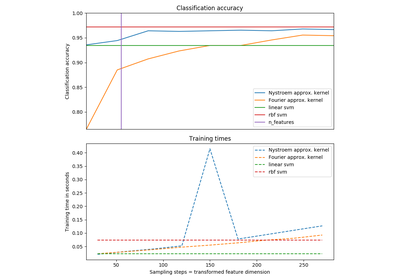 Classification accuracy
1.00
0.95
0.90
0.85
0.80
Classification accuracy
Nystroem approx. kernel
Fourier approx. kernel
linear svm
rbf svm
n_features
Training times
0.40
0.35
0.30
0.25
0.20
0.15
0.10
0.05
Training time in seconds
Nystroem approx. kernel
Fourier approx. kernel
linear svm
rbf svm
50 100 150 200 250
Sampling steps = transformed feature dimension